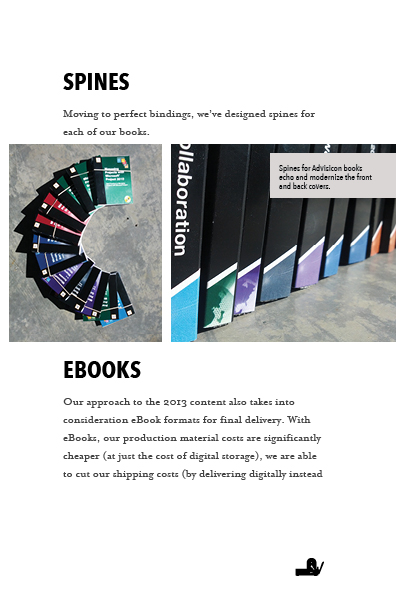 SPINES
Moving to perfect bindings, we've designed spines for
each of our books.
ollaboration
Spines for Advisicon books
echo and modernize the front
and back covers.
EBOOKS
Our approach to the 2013 content also takes into
consideration eBook formats for final delivery. With
eBooks, our production material costs are significantly
cheaper (at just the cost of digital storage), we are able
to cut our shipping costs (by delivering digitally instead